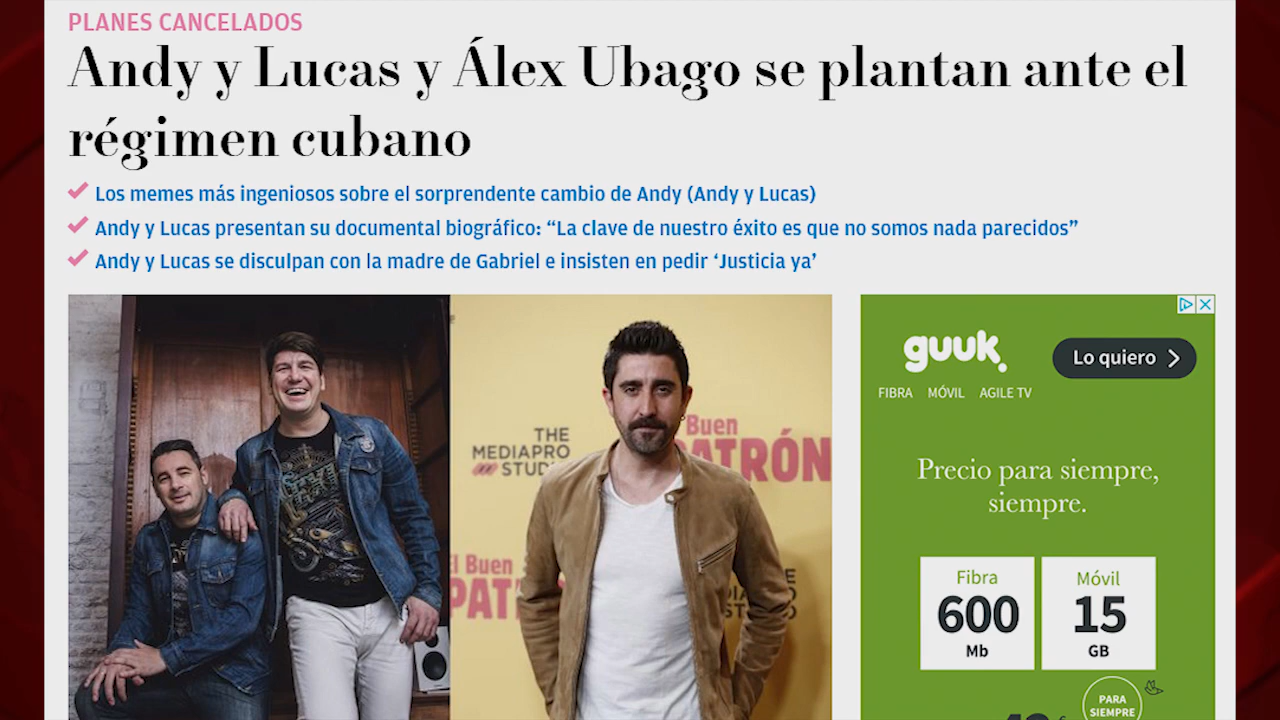 PLANES CANCELADOS
Andy y Lucas y Álex Ubago se plantan ante el
régimen cubano
Los memes más ingeniosos sobre el sorprendente cambio de Andy (Andy y Lucas)
Andy y Lucas presentan su documental biográfico: “La clave de nuestro éxito es que no somos nada parecidos”
Andy y Lucas se disculpan con la madre de Gabriel e insisten en pedir ‘Justicia ya’
THE
MEDIAPRO
STUDIO
El Buen
PATRÓN
El Buen
PATRÓN
guuk.
Lo quiero
FIBRA MÓVIL AGILE TV
Precio para siempre,
siempre.
Fibra
600
Mb
Móvil
15
GB
PARA
SIEMPRE